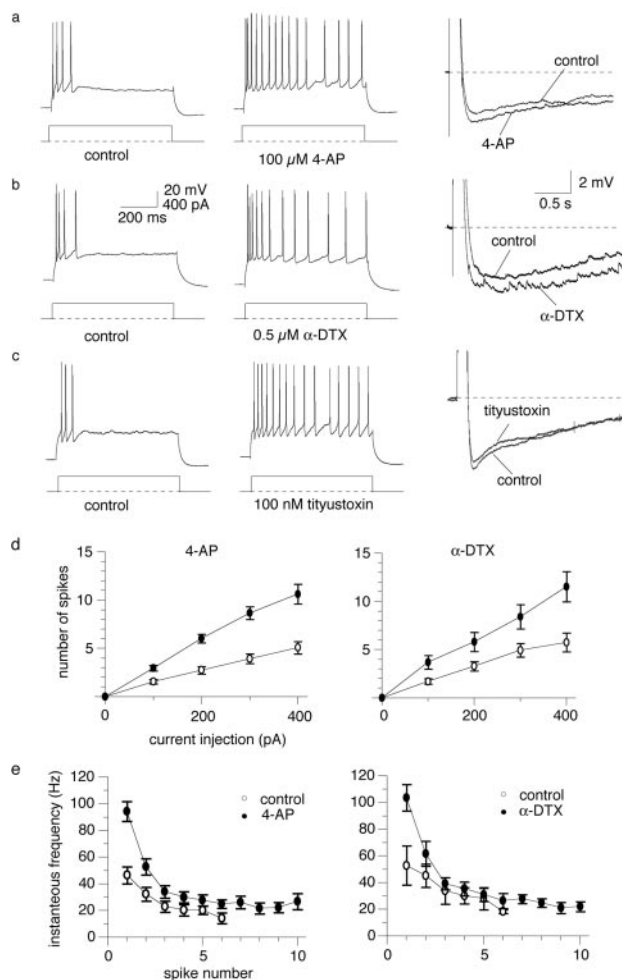 a
control
4-AP
control
100 µM 4-AP
b
20 mV
400 pA
200 ms
2 mV
0.5 s
control
α-DTX
control
0.5 µM α-DTX
c
tityustoxin
control
control
100 nM tityustoxin
d
4-AP
α-DTX
number of spikes
15
10
5
0 200 400
current injection (pA)
15
10
5
0 200 400
e
instanteous frequency (Hz)
120
100
80
60
40
20
0
0 5 10
spike number
control
4-AP
120
100
80
60
40
20
0
0 5 10
control
α-DTX